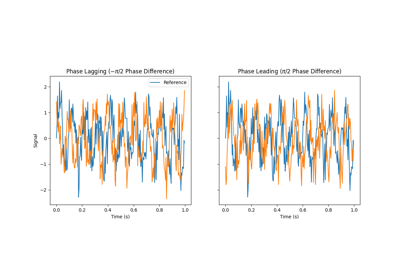 Phase Lagging (−π/2 Phase Difference)
Phase Leading (π/2 Phase Difference)
Reference
2
1
0
−1
−2
Signal
0.0 0.2 0.4 0.6 0.8 1.0
0.0 0.2 0.4 0.6 0.8 1.0
Time (s)
Time (s)